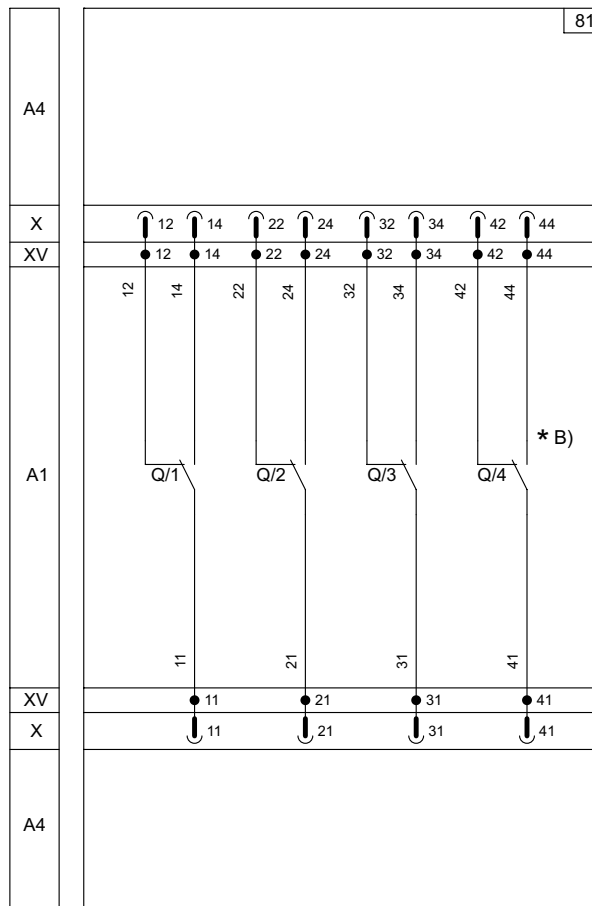 81
A4
X 12 14 22 24 32 34 42 44
XV 12 14 22 24 32 34 42 44
12 14 22 24 32 34 42 44
* B)
A1 Q/1 Q/2 Q/3 Q/4
11 21 31 41
XV 11 21 31 41
X 11 21 31 41
A4